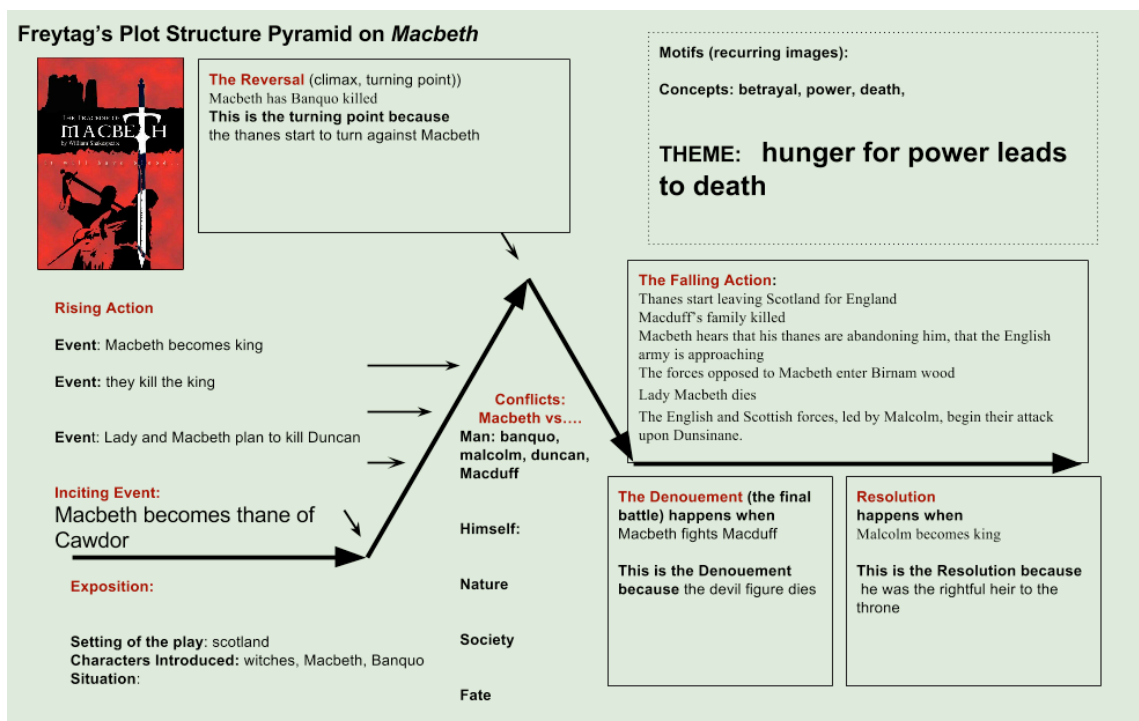 Freytag's Plot Structure Pyramid on Macbeth
THE TRAGEDY OF
MACBETH
by William Shakespeare
it will have blood...
The Reversal (climax, turning point))
Macbeth has Banquo killed
This is the turning point because
the thanes start to turn against Macbeth
Motifs (recurring images):
Concepts: betrayal, power, death,
THEME: hunger for power leads
to death
Rising Action
Event: Macbeth becomes king
Event: they kill the king
Event: Lady and Macbeth plan to kill Duncan
Inciting Event:
Macbeth becomes thane of
Cawdor
Exposition:
Setting of the play: scotland
Characters Introduced: witches, Macbeth, Banquo
Situation:
Conflicts:
Macbeth vs....
Man: banquo,
malcolm, duncan,
Macduff
Himself:
Nature
Society
Fate
The Falling Action:
Thanes start leaving Scotland for England
Macduff's family killed
Macbeth hears that his thanes are abandoning him, that the English
army is approaching
The forces opposed to Macbeth enter Birnam wood
Lady Macbeth dies
The English and Scottish forces, led by Malcolm, begin their attack
upon Dunsinane.
The Denouement (the final
battle) happens when
Macbeth fights Macduff
This is the Denouement
because the devil figure dies
Resolution
happens when
Malcolm becomes king
This is the Resolution because
he was the rightful heir to the
throne